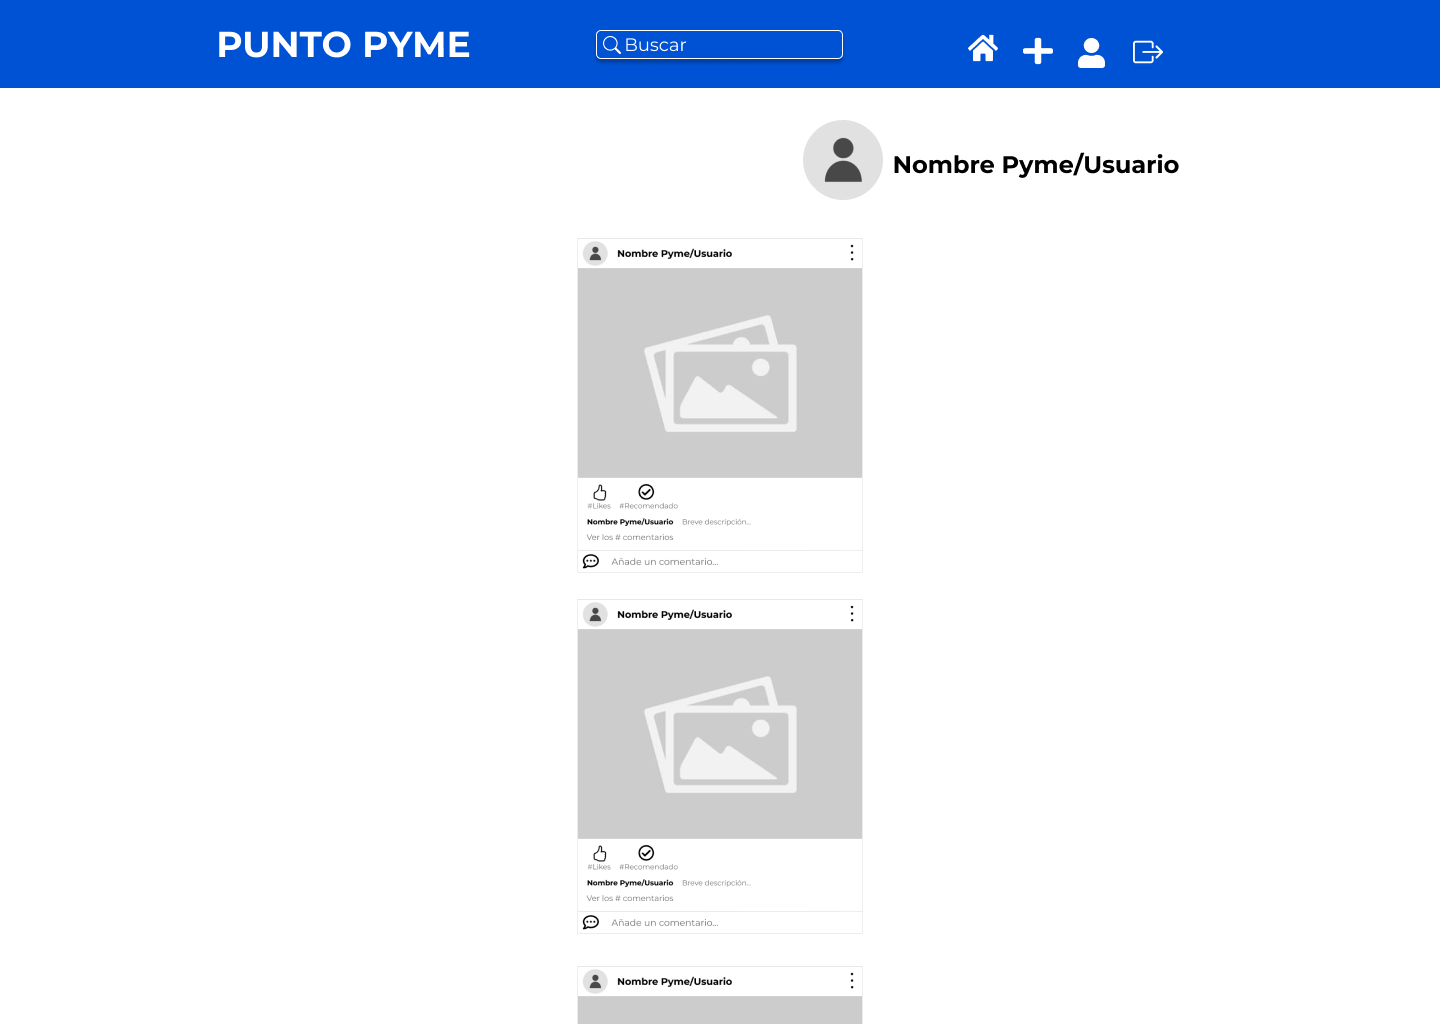 PUNTO PYME
Buscar
Nombre Pyme/Usuario
Nombre Pyme/Usuario
#Likes #Recomendado
Nombre Pyme/Usuario Breve descripción...
Ver los # comentarios
Añade un comentario...
Nombre Pyme/Usuario
#Likes #Recomendado
Nombre Pyme/Usuario Breve descripción...
Ver los # comentarios
Añade un comentario...
Nombre Pyme/Usuario